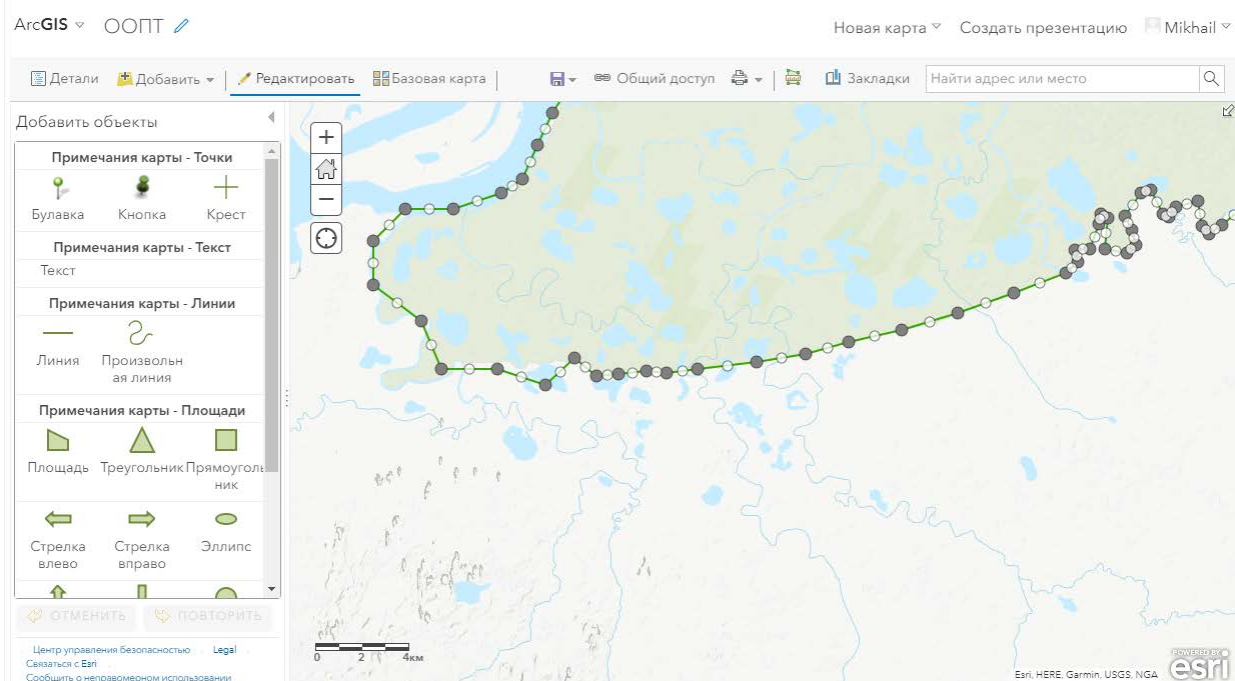 ArcGIS ООПТ Новая карта Создать презентацию Mikhail
Детали Добавить Редактировать Базовая карта Общий доступ Закладки Найти адрес или место
Добавить объекты
Примечания карты - Точки
Булавка Кнопка Крест
Примечания карты - Текст
Текст
Примечания карты - Линии
Линия Произвольн
ая линия
Примечания карты - Площади
Площадь Треугольник Прямоуголь
ник
Стрелка Стрелка Эллипс
влево вправо
ОТМЕНИТЬ ПОВТОРИТЬ
Центр управления безопасностью Legal
Связаться с Esri
Сообщить о неправомерном использовании
0 2 4км
Esri, HERE, Garmin, USGS, NGA
POWERED BY
esri